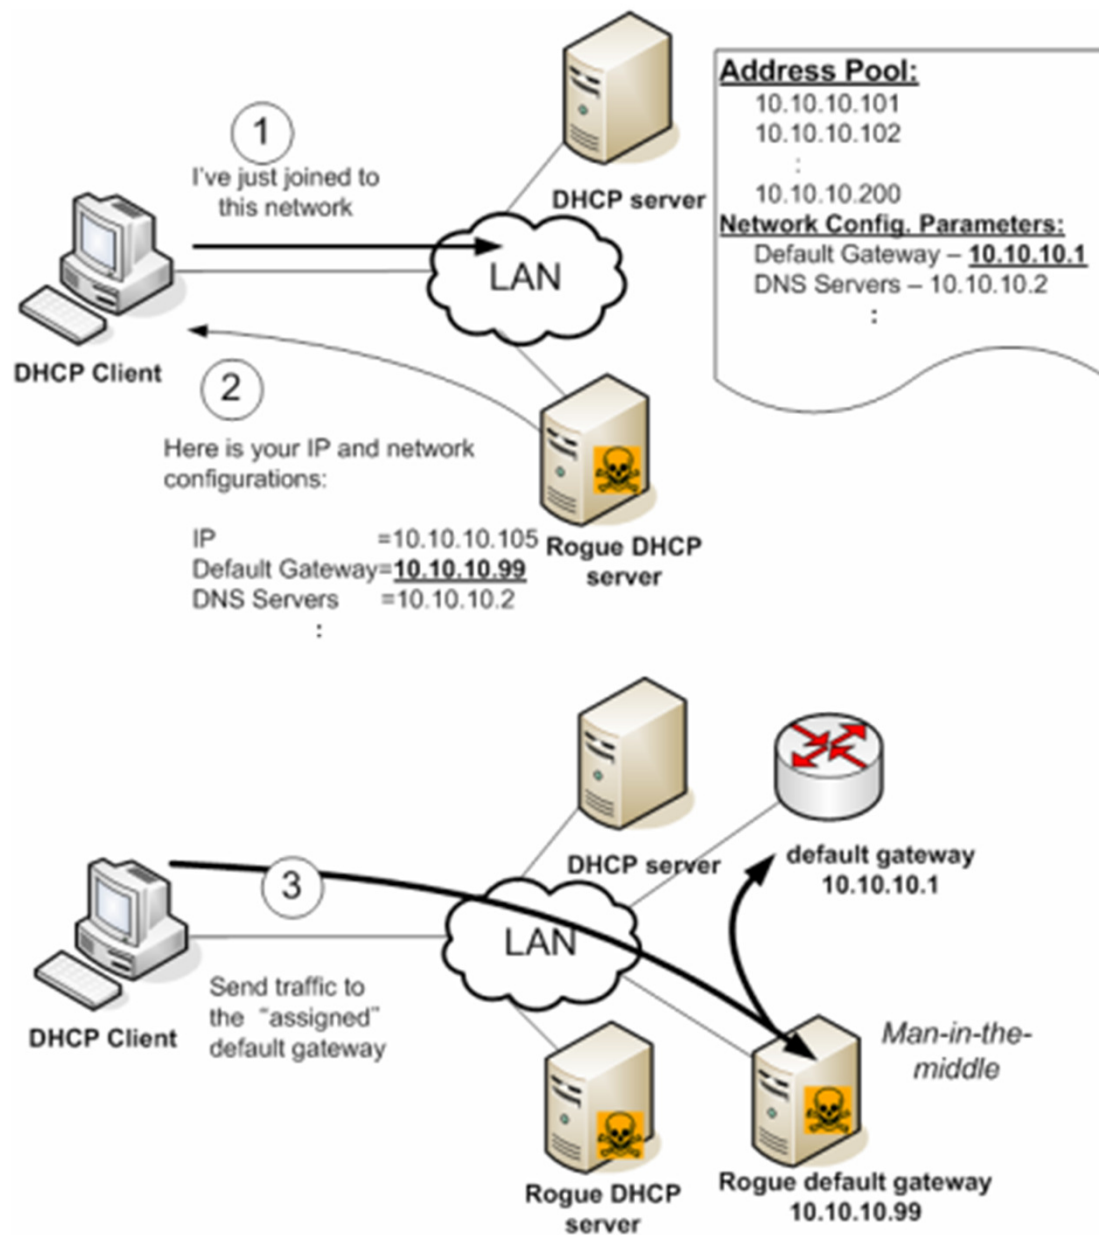 1
I've just joined to
this network
DHCP server
Address Pool:
10.10.10.101
10.10.10.102
:
10.10.10.200
Network Config. Parameters:
Default Gateway – 10.10.10.1
DNS Servers – 10.10.10.2
:
LAN
DHCP Client
2
Here is your IP and network
configurations:
IP =10.10.10.105
Default Gateway=10.10.10.99
DNS Servers =10.10.10.2
:
Rogue DHCP
server
DHCP server
default gateway
10.10.10.1
3
LAN
DHCP Client
Send traffic to
the "assigned"
default gateway
Man-in-the-
middle
Rogue DHCP
server
Rogue default gateway
10.10.10.99